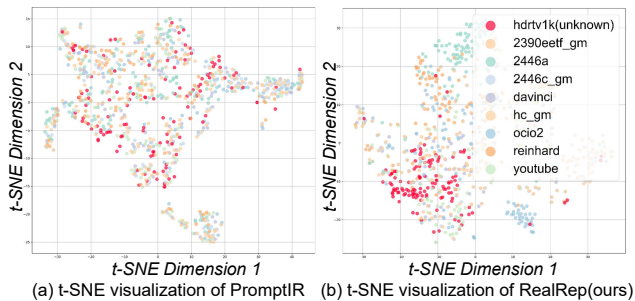 hdrtv1k(unknown)
2390eetf_gm
2446a
2446c_gm
davinci
hc_gm
ocio2
reinhard
youtube
t-SNE Dimension 2
t-SNE Dimension 2
t-SNE Dimension 1
t-SNE Dimension 1
(a) t-SNE visualization of PromptIR
(b) t-SNE visualization of RealRep(ours)